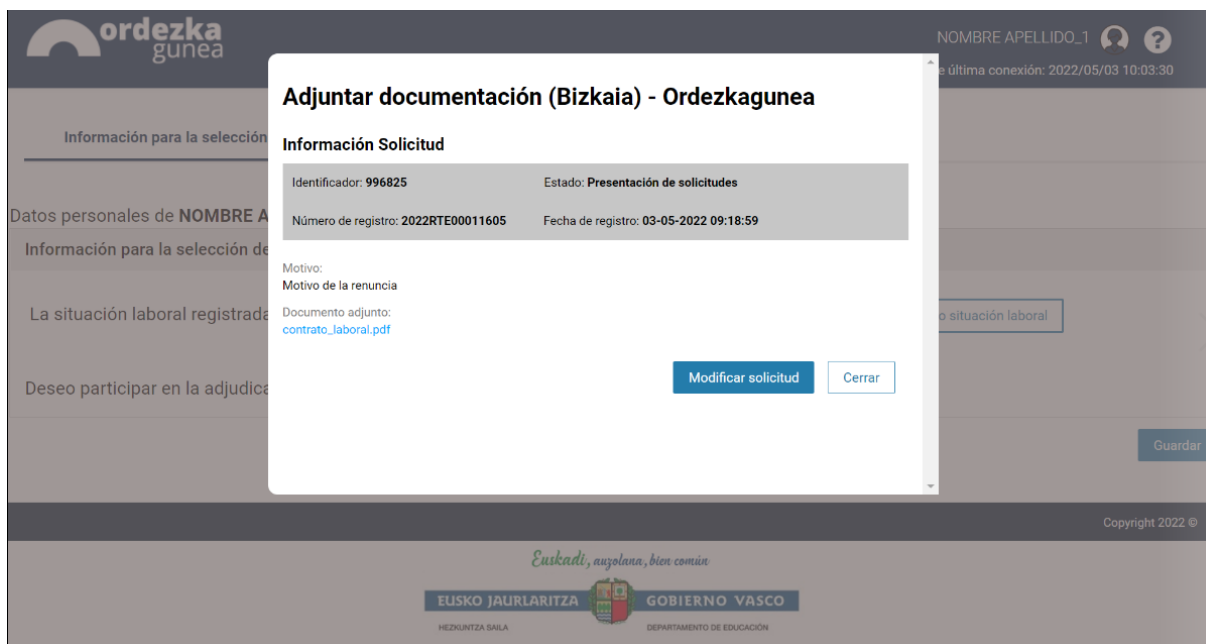 ordezka
gunea
NOMBRE APELLIDO_1
e última conexión: 2022/05/03 10:03:30
Adjuntar documentación (Bizkaia) - Ordezkagunea
Información para la selección
Información Solicitud
Identificador: 996825 Estado: Presentación de solicitudes
Número de registro: 2022RTE00011605 Fecha de registro: 03-05-2022 09:18:59
Datos personales de NOMBRE A
Información para la selección de
Motivo:
Motivo de la renuncia
Documento adjunto:
contrato_laboral.pdf
La situación laboral registrada
o situación laboral
Modificar solicitud Cerrar
Deseo participar en la adjudica
Guardar
Copyright 2022 ©
Euskadi, auzolana, bien común
EUSKO JAURLARITZA GOBIERNO VASCO
HEZKUNTZA SAILA DEPARTAMENTO DE EDUCACIÓN